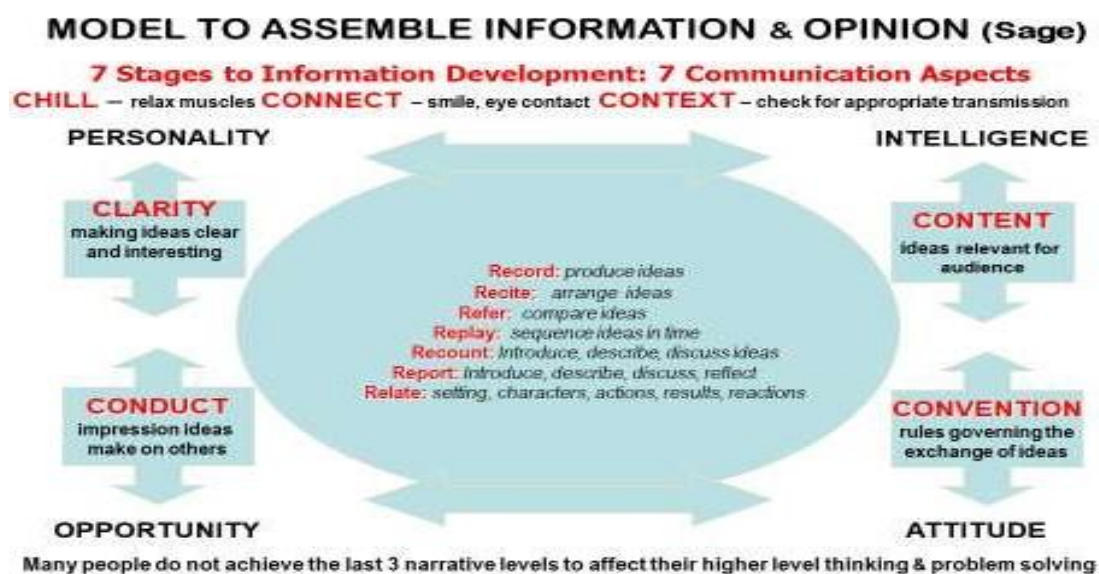 MODEL TO ASSEMBLE INFORMATION & OPINION (Sage)
7 Stages to Information Development: 7 Communication Aspects
CHILL – relax muscles CONNECT – smile, eye contact CONTEXT – check for appropriate transmission
PERSONALITY
INTELLIGENCE
CLARITY
making ideas clear
and interesting
CONTENT
ideas relevant for
audience
Record: produce ideas
Recite: arrange ideas
Refer: compare ideas
Replay: sequence ideas in time
Recount: Introduce, describe, discuss ideas
Report: Introduce, describe, discuss, reflect
Relate: setting, characters, actions, results, reactions
CONDUCT
impression ideas
make on others
CONVENTION
rules governing the
exchange of ideas
OPPORTUNITY
ATTITUDE
Many people do not achieve the last 3 narrative levels to affect their higher level thinking & problem solving